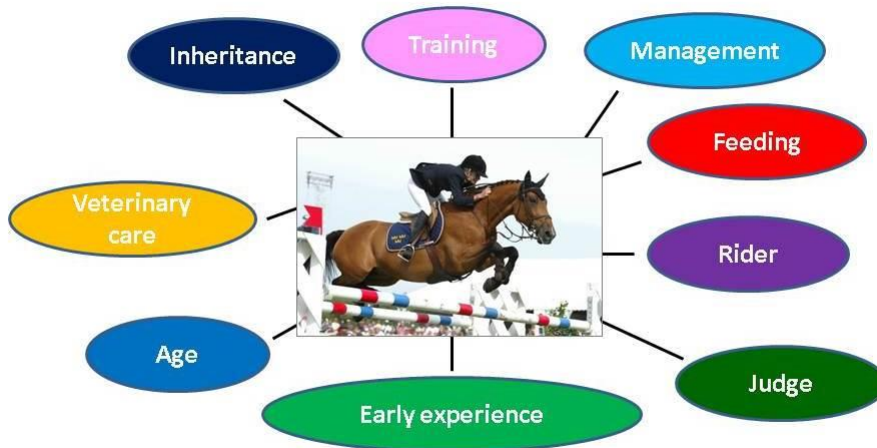 Inheritance
Training
Management
Feeding
Veterinary
care
Rider
Age
Judge
Early experience